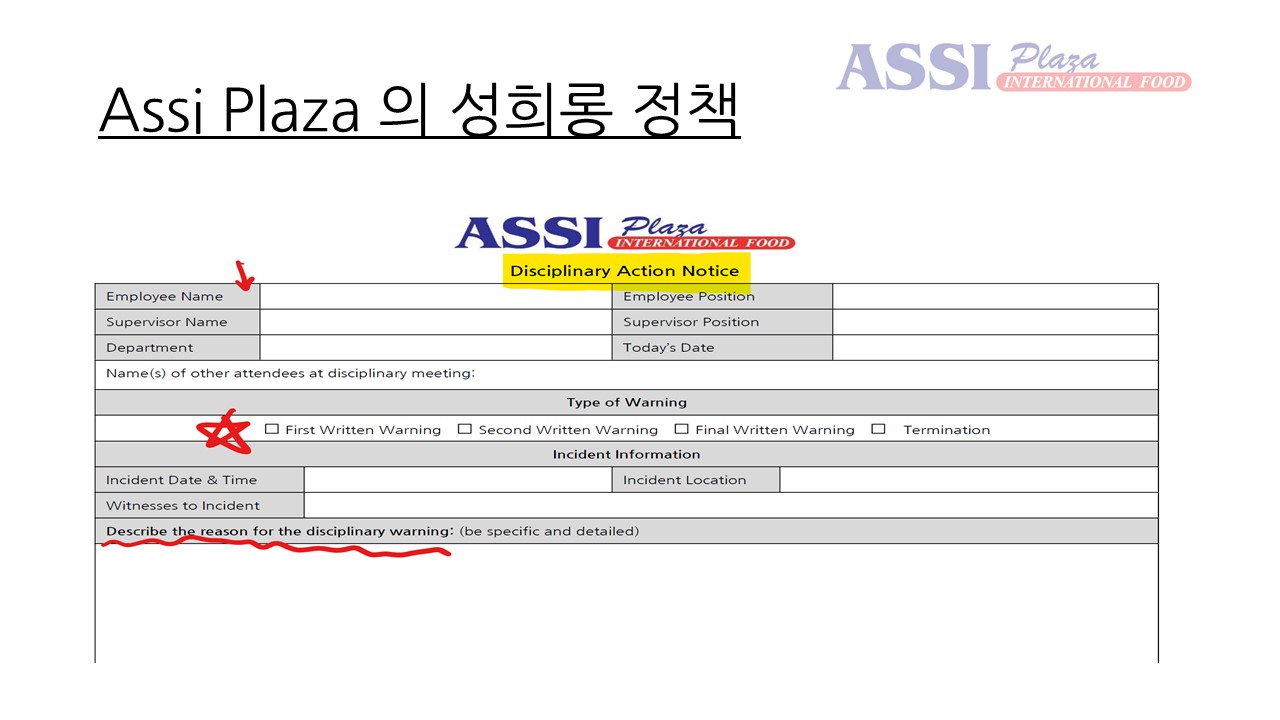 ASSI Plaza
INTERNATIONAL FOOD
Assi Plaza 의 성희롱 정책
ASSI Plaza
INTERNATIONAL FOOD
Disciplinary Action Notice
Employee Name Employee Position
Supervisor Name Supervisor Position
Department Today's Date
Name(s) of other attendees at disciplinary meeting:
Type of Warning
☐ First Written Warning ☐ Second Written Warning ☐ Final Written Warning ☐ Termination
Incident Information
Incident Date & Time Incident Location
Witnesses to Incident
Describe the reason for the disciplinary warning: (be specific and detailed)